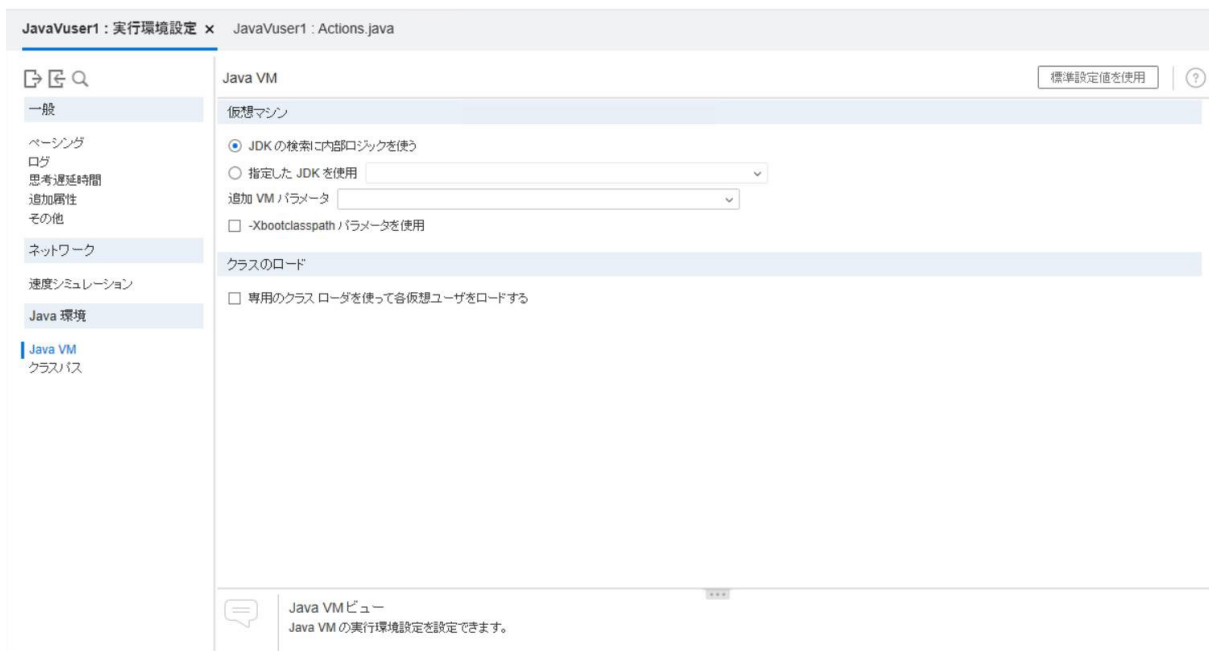 JavaVuser1 : 実行環境設定 × JavaVuser1 : Actions.java
Java VM 標準設定値を使用 ?
一般
仮想マシン
ペーシング
JDK の検索に内部ロジックを使う
ログ
指定した JDK を使用
思考遅延時間
追加属性
追加 VM パラメータ
その他
-Xbootclasspath パラメータを使用
ネットワーク
クラスのロード
速度シミュレーション
専用のクラス ローダを使って各仮想ユーザをロードする
Java 環境
Java VM
クラスパス
Java VMビュー
Java VM の実行環境設定を設定できます。